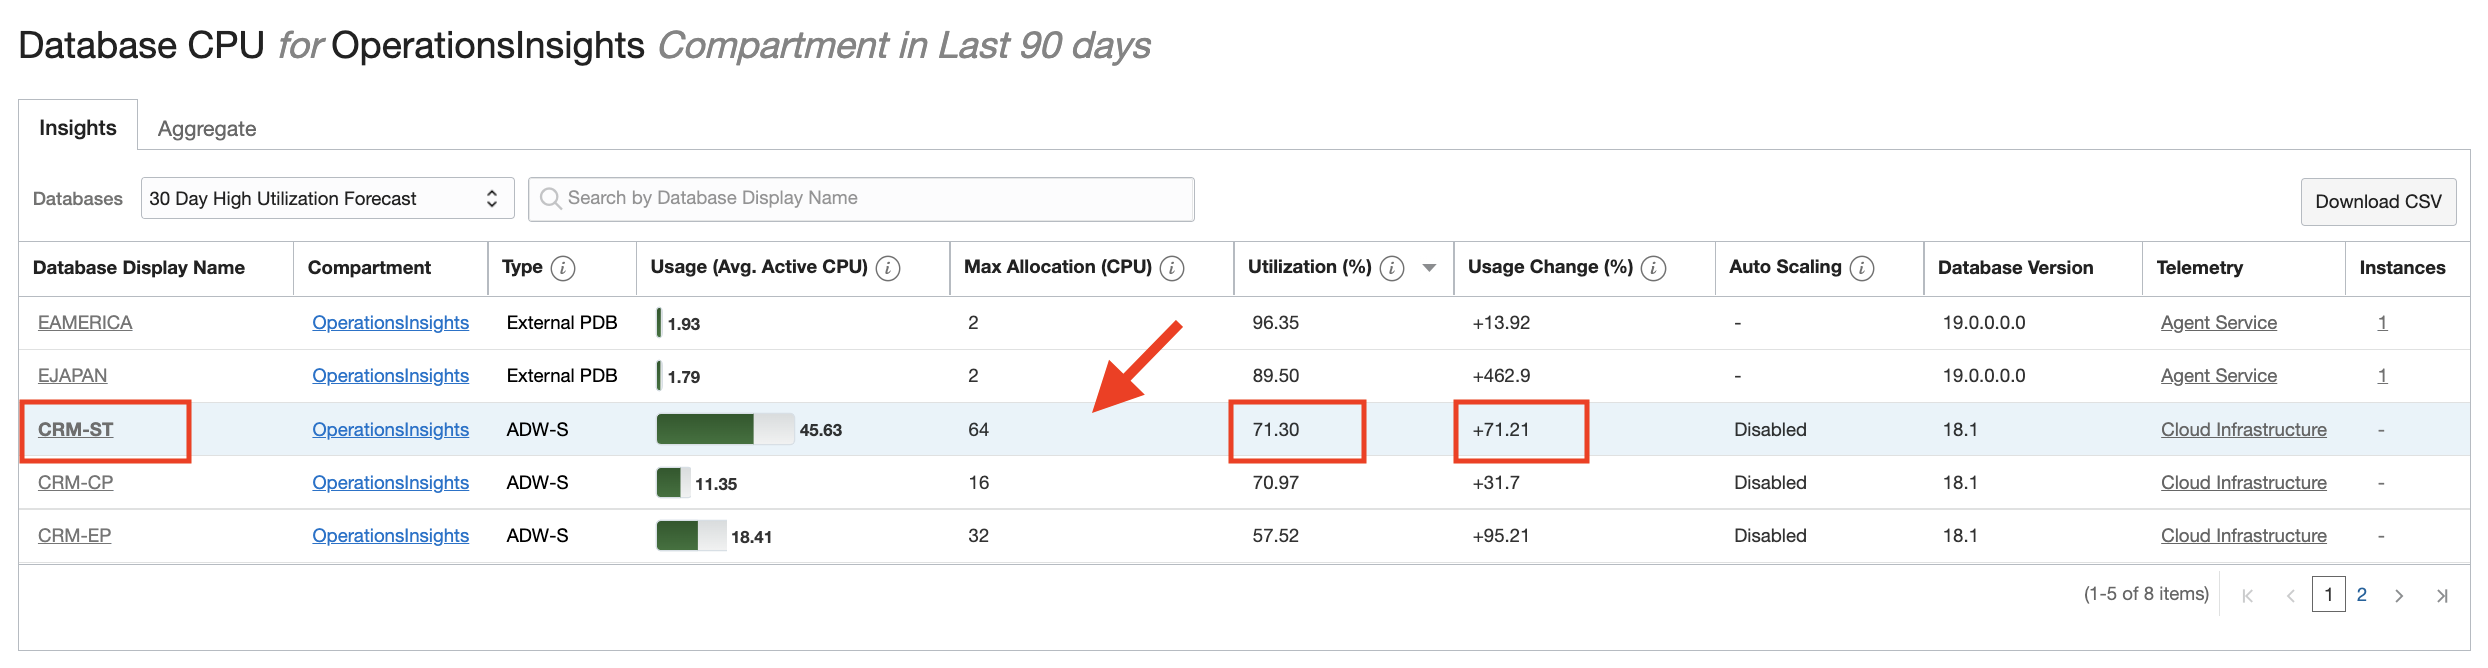 Database CPU for OperationsInsights Compartment in Last 90 days
Insights Aggregate
Databases 30 Day High Utilization Forecast Search by Database Display Name Download CSV
Database Display Name Compartment Type i Usage (Avg. Active CPU) i Max Allocation (CPU) i Utilization (%) i Usage Change (%) i Auto Scaling i Database Version Telemetry Instances
EAMERICA OperationsInsights External PDB 1.93 2 96.35 +13.92 - 19.0.0.0.0 Agent Service 1
EJAPAN OperationsInsights External PDB 1.79 2 89.50 +462.9 - 19.0.0.0.0 Agent Service 1
CRM-ST OperationsInsights ADW-S 45.63 64 71.30 +71.21 Disabled 18.1 Cloud Infrastructure -
CRM-CP OperationsInsights ADW-S 11.35 16 70.97 +31.7 Disabled 18.1 Cloud Infrastructure -
CRM-EP OperationsInsights ADW-S 18.41 32 57.52 +95.21 Disabled 18.1 Cloud Infrastructure -
(1-5 of 8 items) 1 2